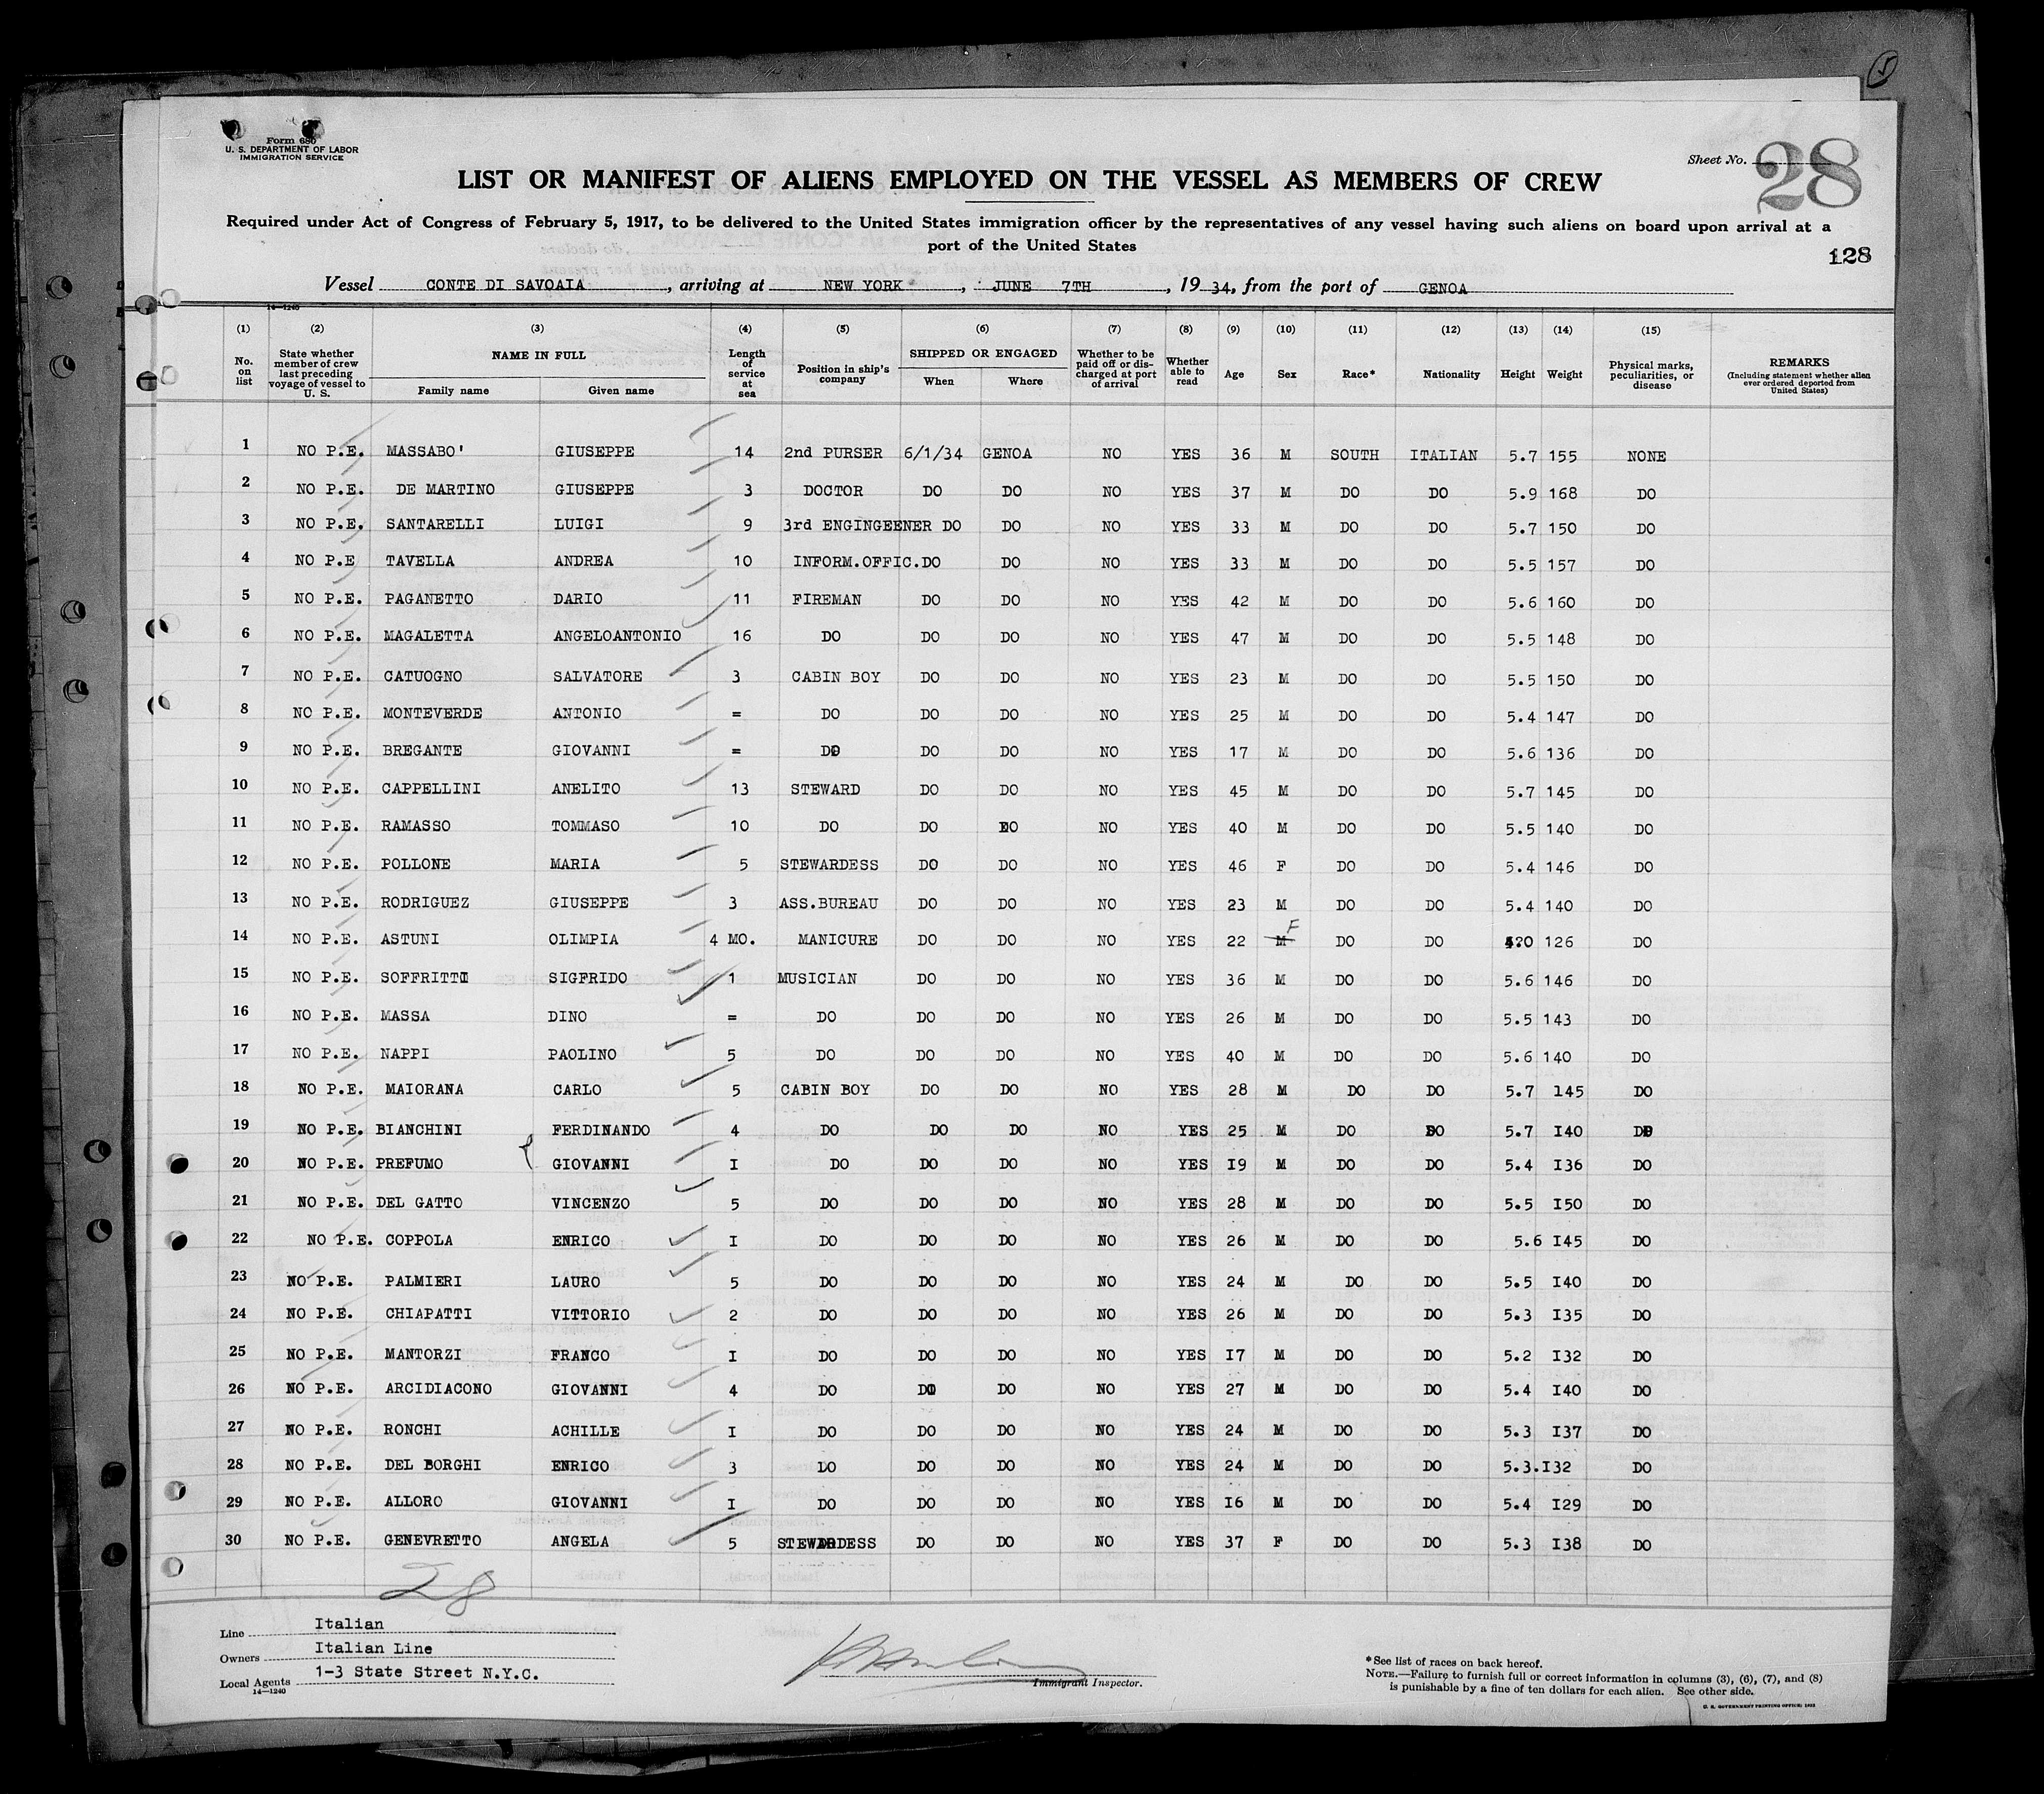 Form 680
U. S. DEPARTMENT OF LABOR
IMMIGRATION SERVICE
Sheet No. 28
LIST OR MANIFEST OF ALIENS EMPLOYED ON THE VESSEL AS MEMBERS OF CREW
Required under Act of Congress of February 5, 1917, to be delivered to the United States immigration officer by the representatives of any vessel having such aliens on board upon arrival at a
port of the United States
128
Vessel CONTE DI SAVOAIA, arriving at NEW YORK, JUNE 7TH, 19 34, from the port of GENOA
14—1240
(1) (2) (3) (4) (5) (6) (7) (8) (9) (10) (11) (12) (13) (14) (15)
No. on list State whether member of crew last preceding voyage of vessel to U. S. NAME IN FULL Family name Given name Length of service at sea Position in ship's company SHIPPED OR ENGAGED When Where Whether to be paid off or discharged at port of arrival Whether able to read Age Sex Race* Nationality Height Weight Physical marks, peculiarities, or disease REMARKS (Including statement whether alien ever ordered deported from United States)
1 NO P.E. MASSABO' GIUSEPPE 14 2nd PURSER 6/1/34 GENOA NO YES 36 M SOUTH ITALIAN 5.7 155 NONE
2 NO P.E. DE MARTINO GIUSEPPE 3 DOCTOR DO DO NO YES 37 M DO DO 5.9 168 DO
3 NO P.E. SANTARELLI LUIGI 9 3rd ENGINGEENER DO DO NO YES 33 M DO DO 5.7 150 DO
4 NO P.E TAVELLA ANDREA 10 INFORM.OFFIC. DO DO NO YES 33 M DO DO 5.5 157 DO
5 NO P.E. PAGANETTO DARIO 11 FIREMAN DO DO NO YES 42 M DO DO 5.6 160 DO
6 NO P.E. MAGALETTA ANGELOANTONIO 16 DO DO DO NO YES 47 M DO DO 5.5 148 DO
7 NO P.E. CATUOGNO SALVATORE 3 CABIN BOY DO DO NO YES 23 M DO DO 5.5 150 DO
8 NO P.E. MONTEVERDE ANTONIO = DO DO DO NO YES 25 M DO DO 5.4 147 DO
9 NO P.E. BREGANTE GIOVANNI = DO DO DO NO YES 17 M DO DO 5.6 136 DO
10 NO P.E. CAPPELLINI ANELITO 13 STEWARD DO DO NO YES 45 M DO DO 5.7 145 DO
11 NO P.E. RAMASSO TOMMASO 10 DO DO DO NO YES 40 M DO DO 5.5 140 DO
12 NO P.E. POLLONE MARIA 5 STEWARDESS DO DO NO YES 46 F DO DO 5.4 146 DO
13 NO P.E. RODRIGUEZ GIUSEPPE 3 ASS.BUREAU DO DO NO YES 23 M DO DO 5.4 140 DO
14 NO P.E. ASTUNI OLIMPIA 4 MO. MANICURE DO DO NO YES 22 M F DO DO 126 DO
15 NO P.E. SOFFRITTI SIGFRIDO 1 MUSICIAN DO DO NO YES 36 M DO DO 5.6 146 DO
16 NO P.E. MASSA DINO = DO DO DO NO YES 26 M DO DO 5.5 143 DO
17 NO P.E. NAPPI PAOLINO 5 DO DO DO NO YES 40 M DO DO 5.6 140 DO
18 NO P.E. MAIORANA CARLO 5 CABIN BOY DO DO NO YES 28 M DO DO 5.7 145 DO
19 NO P.E. BIANCHINI FERDINANDO 4 DO DO DO NO YES 25 M DO DO 5.7 I40 DO
20 NO P.E. PREFUMO GIOVANNI I DO DO DO NO YES I9 M DO DO 5.4 I36 DO
21 NO P.E. DEL GATTO VINCENZO 5 DO DO DO NO YES 28 M DO DO 5.5 I50 DO
22 NO P.E. COPPOLA ENRICO I DO DO DO NO YES 26 M DO DO 5.6 I45 DO
23 NO P.E. PALMIERI LAURO 5 DO DO DO NO YES 24 M DO DO 5.5 I40 DO
24 NO P.E. CHIAPATTI VITTORIO 2 DO DO DO NO YES 26 M DO DO 5.3 I35 DO
25 NO P.E. MANTORZI FRANCO I DO DO DO NO YES I7 M DO DO 5.2 I32 DO
26 NO P.E. ARCIDIACONO GIOVANNI 4 DO DO DO NO YES 27 M DO DO 5.4 I40 DO
27 NO P.E. RONCHI ACHILLE I DO DO DO NO YES 24 M DO DO 5.3 I37 DO
28 NO P.E. DEL BORGHI ENRICO 3 DO DO DO NO YES 24 M DO DO 5.3. I32 DO
29 NO P.E. ALLORO GIOVANNI I DO DO DO NO YES I6 M DO DO 5.4 I29 DO
30 NO P.E. GENEVRETTO ANGELA 5 STEWARDESS DO DO NO YES 37 F DO DO 5.3 I38 DO
28
Line Italian
Owners Italian Line
Local Agents 1-3 State Street N.Y.C.
14—1240
Immigrant Inspector.
*See list of races on back hereof.
NOTE.—Failure to furnish full or correct information in columns (3), (6), (7), and (8)
is punishable by a fine of ten dollars for each alien. See other side.
U. S. GOVERNMENT PRINTING OFFICE: